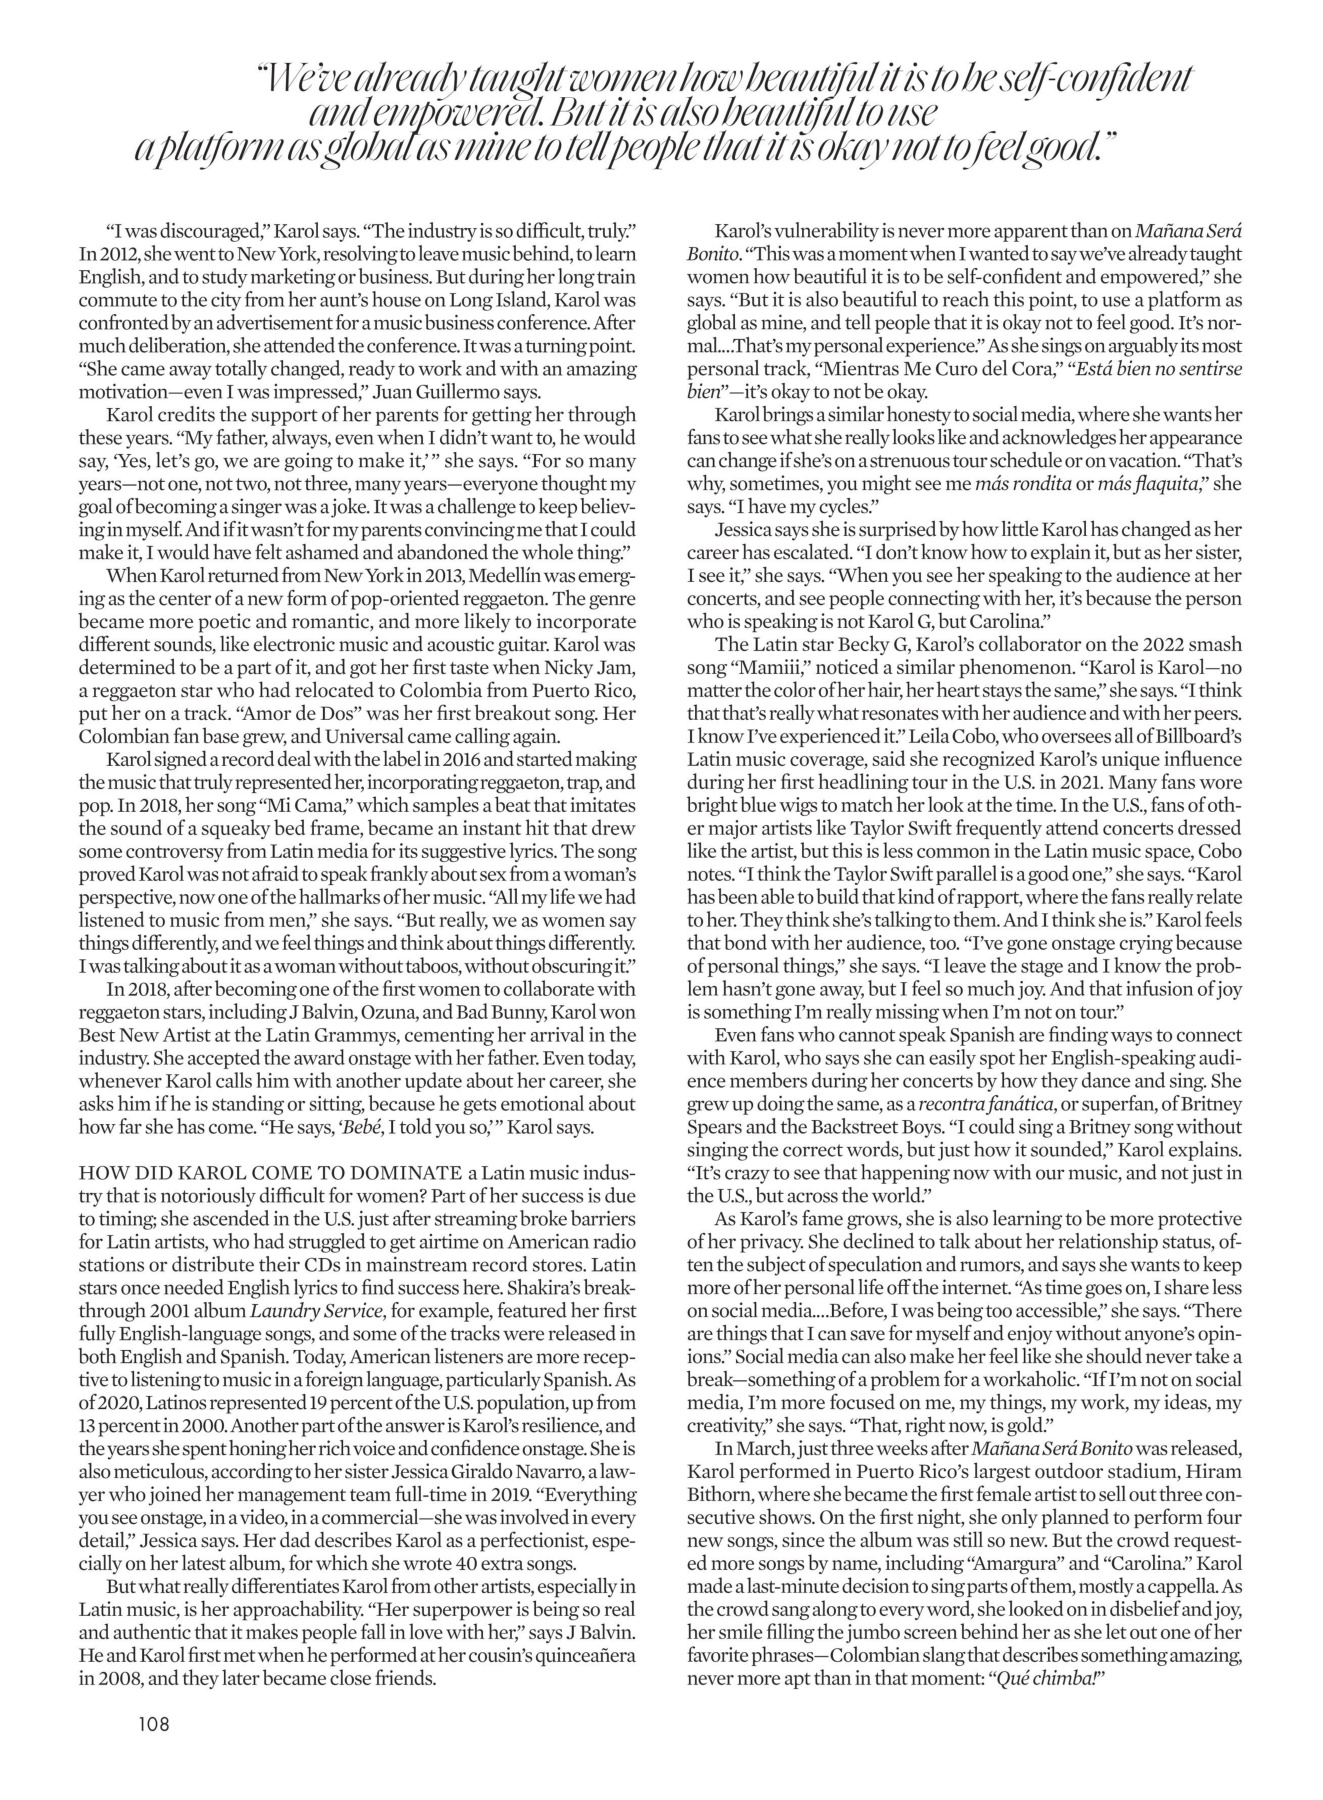 “We’ve already taught women how beautiful it is to be self-confident
and empowered. But it is also beautiful to use
a platform as global as mine to tell people that it is okay not to feel good.”
“I was discouraged,” Karol says. “The industry is so difficult, truly.”
In 2012, she went to New York, resolving to leave music behind, to learn
English, and to study marketing or business. But during her long train
commute to the city from her aunt’s house on Long Island, Karol was
confronted by an advertisement for a music business conference. After
much deliberation, she attended the conference. It was a turning point.
“She came away totally changed, ready to work and with an amazing
motivation—even I was impressed,” Juan Guillermo says.
Karol credits the support of her parents for getting her through
these years. “My father, always, even when I didn’t want to, he would
say, ‘Yes, let’s go, we are going to make it,’” she says. “For so many
years—not one, not two, not three, many years—everyone thought my
goal of becoming a singer was a joke. It was a challenge to keep believ-
ing in myself. And if it wasn’t for my parents convincing me that I could
make it, I would have felt ashamed and abandoned the whole thing.”
When Karol returned from New York in 2013, Medellín was emerg-
ing as the center of a new form of pop-oriented reggaeton. The genre
became more poetic and romantic, and more likely to incorporate
different sounds, like electronic music and acoustic guitar. Karol was
determined to be a part of it, and got her first taste when Nicky Jam,
a reggaeton star who had relocated to Colombia from Puerto Rico,
put her on a track. “Amor de Dos” was her first breakout song. Her
Colombian fan base grew, and Universal came calling again.
Karol signed a record deal with the label in 2016 and started making
the music that truly represented her, incorporating reggaeton, trap, and
pop. In 2018, her song “Mi Cama,” which samples a beat that imitates
the sound of a squeaky bed frame, became an instant hit that drew
some controversy from Latin media for its suggestive lyrics. The song
proved Karol was not afraid to speak frankly about sex from a woman’s
perspective, now one of the hallmarks of her music. “All my life we had
listened to music from men,” she says. “But really, we as women say
things differently, and we feel things and think about things differently.
I was talking about it as a woman without taboos, without obscuring it.”
In 2018, after becoming one of the first women to collaborate with
reggaeton stars, including J Balvin, Ozuna, and Bad Bunny, Karol won
Best New Artist at the Latin Grammys, cementing her arrival in the
industry. She accepted the award onstage with her father. Even today,
whenever Karol calls him with another update about her career, she
asks him if he is standing or sitting, because he gets emotional about
how far she has come. “He says, ‘Bebé, I told you so,’” Karol says.
HOW DID KAROL COME TO DOMINATE a Latin music indus-
try that is notoriously difficult for women? Part of her success is due
to timing; she ascended in the U.S. just after streaming broke barriers
for Latin artists, who had struggled to get airtime on American radio
stations or distribute their CDs in mainstream record stores. Latin
stars once needed English lyrics to find success here. Shakira’s break-
through 2001 album Laundry Service, for example, featured her first
fully English-language songs, and some of the tracks were released in
both English and Spanish. Today, American listeners are more recep-
tive to listening to music in a foreign language, particularly Spanish. As
of 2020, Latinos represented 19 percent of the U.S. population, up from
13 percent in 2000. Another part of the answer is Karol’s resilience, and
the years she spent honing her rich voice and confidence onstage. She is
also meticulous, according to her sister Jessica Giraldo Navarro, a law-
yer who joined her management team full-time in 2019. “Everything
you see onstage, in a video, in a commercial—she was involved in every
detail,” Jessica says. Her dad describes Karol as a perfectionist, espe-
cially on her latest album, for which she wrote 40 extra songs.
But what really differentiates Karol from other artists, especially in
Latin music, is her approachability. “Her superpower is being so real
and authentic that it makes people fall in love with her,” says J Balvin.
He and Karol first met when he performed at her cousin’s quinceañera
in 2008, and they later became close friends.
Karol’s vulnerability is never more apparent than on Mañana Será
Bonito. “This was a moment when I wanted to say we’ve already taught
women how beautiful it is to be self-confident and empowered,” she
says. “But it is also beautiful to reach this point, to use a platform as
global as mine, and tell people that it is okay not to feel good. It’s nor-
mal....That’s my personal experience.” As she sings on arguably its most
personal track, “Mientras Me Curo del Cora,” “Está bien no sentirse
bien”—it’s okay to not be okay.
Karol brings a similar honesty to social media, where she wants her
fans to see what she really looks like and acknowledges her appearance
can change if she’s on a strenuous tour schedule or on vacation. “That’s
why, sometimes, you might see me más rondita or más flaquita,” she
says. “I have my cycles.”
Jessica says she is surprised by how little Karol has changed as her
career has escalated. “I don’t know how to explain it, but as her sister,
I see it,” she says. “When you see her speaking to the audience at her
concerts, and see people connecting with her, it’s because the person
who is speaking is not Karol G, but Carolina.”
The Latin star Becky G, Karol’s collaborator on the 2022 smash
song “Mamiii,” noticed a similar phenomenon. “Karol is Karol—no
matter the color of her hair, her heart stays the same,” she says. “I think
that that’s really what resonates with her audience and with her peers.
I know I’ve experienced it.” Leila Cobo, who oversees all of Billboard’s
Latin music coverage, said she recognized Karol’s unique influence
during her first headlining tour in the U.S. in 2021. Many fans wore
bright blue wigs to match her look at the time. In the U.S., fans of oth-
er major artists like Taylor Swift frequently attend concerts dressed
like the artist, but this is less common in the Latin music space, Cobo
notes. “I think the Taylor Swift parallel is a good one,” she says. “Karol
has been able to build that kind of rapport, where the fans really relate
to her. They think she’s talking to them. And I think she is.” Karol feels
that bond with her audience, too. “I’ve gone onstage crying because
of personal things,” she says. “I leave the stage and I know the prob-
lem hasn’t gone away, but I feel so much joy. And that infusion of joy
is something I’m really missing when I’m not on tour.”
Even fans who cannot speak Spanish are finding ways to connect
with Karol, who says she can easily spot her English-speaking audi-
ence members during her concerts by how they dance and sing. She
grew up doing the same, as a recontra fanática, or superfan, of Britney
Spears and the Backstreet Boys. “I could sing a Britney song without
singing the correct words, but just how it sounded,” Karol explains.
“It’s crazy to see that happening now with our music, and not just in
the U.S., but across the world.”
As Karol’s fame grows, she is also learning to be more protective
of her privacy. She declined to talk about her relationship status, of-
ten the subject of speculation and rumors, and says she wants to keep
more of her personal life off the internet. “As time goes on, I share less
on social media....Before, I was being too accessible,” she says. “There
are things that I can save for myself and enjoy without anyone’s opin-
ions.” Social media can also make her feel like she should never take a
break—something of a problem for a workaholic. “If I’m not on social
media, I’m more focused on me, my things, my work, my ideas, my
creativity,” she says. “That, right now, is gold.”
In March, just three weeks after Mañana Será Bonito was released,
Karol performed in Puerto Rico’s largest outdoor stadium, Hiram
Bithorn, where she became the first female artist to sell out three con-
secutive shows. On the first night, she only planned to perform four
new songs, since the album was still so new. But the crowd request-
ed more songs by name, including “Amargura” and “Carolina.” Karol
made a last-minute decision to sing parts of them, mostly a cappella. As
the crowd sang along to every word, she looked on in disbelief and joy,
her smile filling the jumbo screen behind her as she let out one of her
favorite phrases—Colombian slang that describes something amazing,
never more apt than in that moment: “Qué chimba!”
108